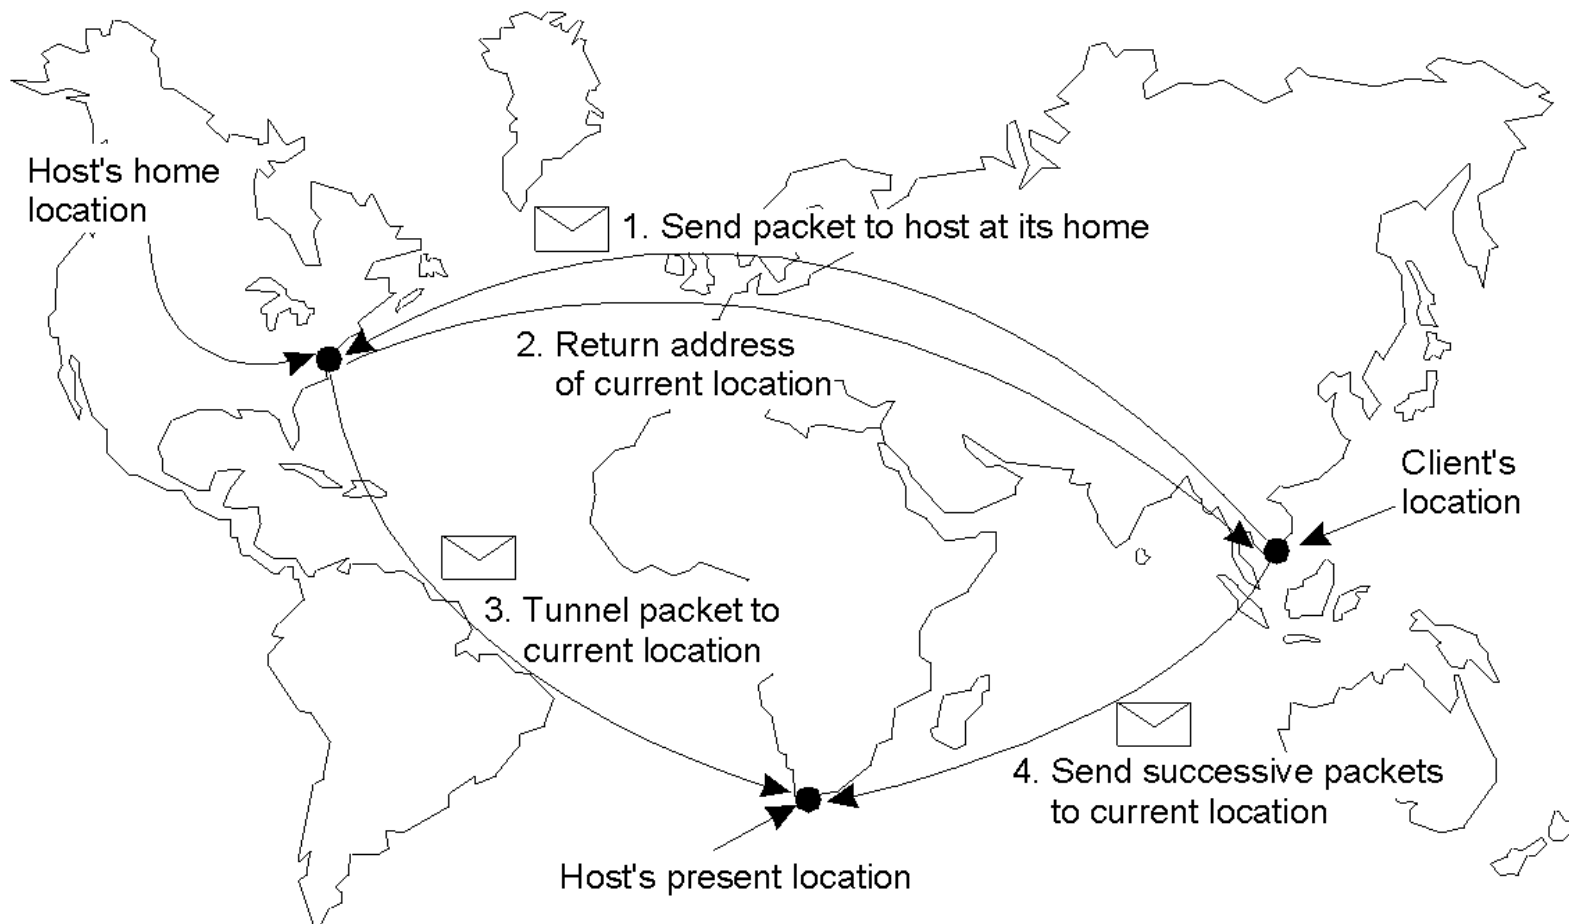 Host's home
location
1. Send packet to host at its home
2. Return address
of current location
Client's
location
3. Tunnel packet to
current location
4. Send successive packets
to current location
Host's present location